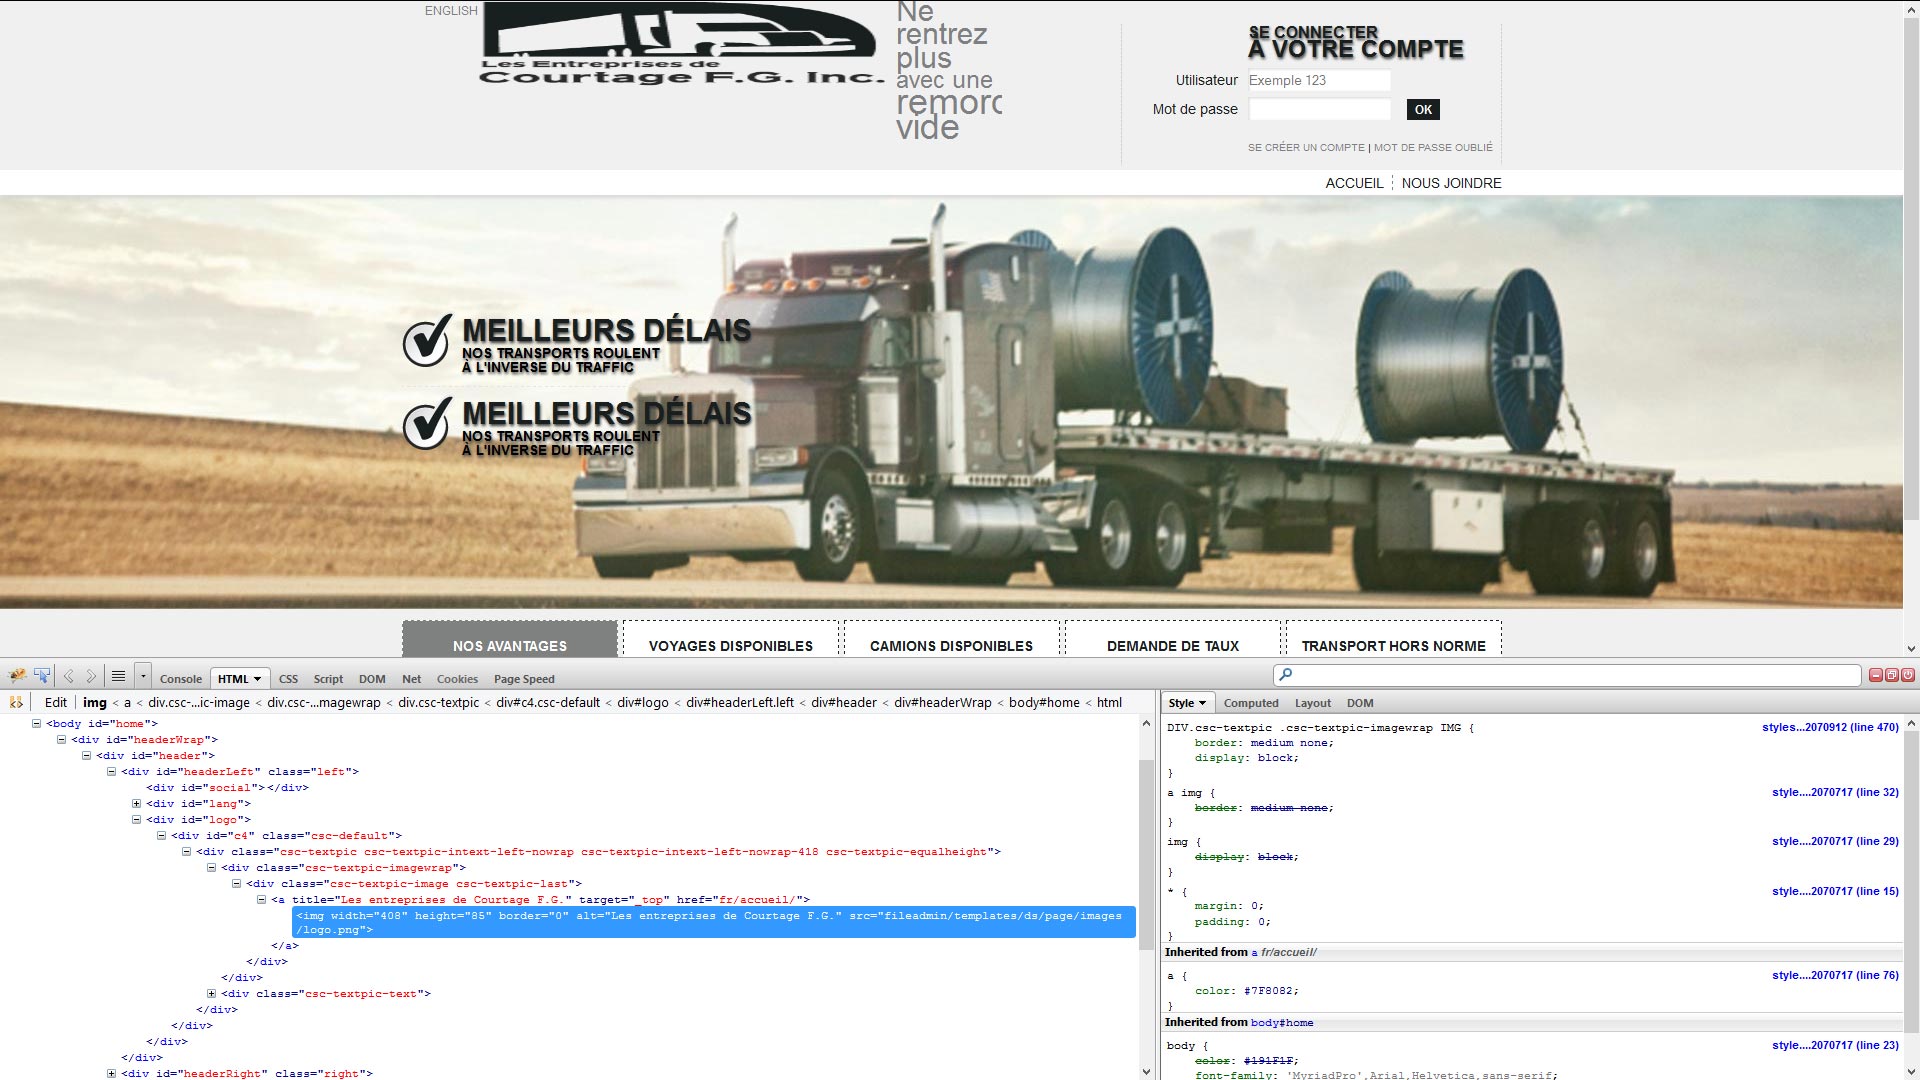 ENGLISH
Les Entreprises de
Courtage F.G. Inc.
Ne
rentrez
plus
avec une
remorc
vide
SE CONNECTER
À VOTRE COMPTE
Utilisateur Exemple 123
Mot de passe OK
SE CRÉER UN COMPTE | MOT DE PASSE OUBLIÉ
ACCUEIL NOUS JOINDRE
MEILLEURS DÉLAIS
NOS TRANSPORTS ROULENT
À L'INVERSE DU TRAFFIC
MEILLEURS DÉLAIS
NOS TRANSPORTS ROULENT
À L'INVERSE DU TRAFFIC
NOS AVANTAGES VOYAGES DISPONIBLES CAMIONS DISPONIBLES DEMANDE DE TAUX TRANSPORT HORS NORME
Console HTML CSS Script DOM Net Cookies Page Speed
Edit img < a < div.csc-...ic-image < div.csc-...magewrap < div.csc-textpic < div#c4.csc-default < div#logo < div#headerLeft.left < div#header < div#headerWrap < body#home < html
<body id="home">
<div id="headerWrap">
<div id="header">
<div id="headerLeft" class="left">
<div id="social"></div>
<div id="lang">
<div id="logo">
<div id="c4" class="csc-default">
<div class="csc-textpic csc-textpic-intext-left-nowrap csc-textpic-intext-left-nowrap-418 csc-textpic-equalheight">
<div class="csc-textpic-imagewrap">
<div class="csc-textpic-image csc-textpic-last">
<a title="Les entreprises de Courtage F.G." target="_top" href="fr/accueil/">
<img width="408" height="85" border="0" alt="Les entreprises de Courtage F.G." src="fileadmin/templates/ds/page/images
/logo.png">
</a>
</div>
</div>
<div class="csc-textpic-text">
</div>
</div>
</div>
</div>
<div id="headerRight" class="right">
Style Computed Layout DOM
DIV.csc-textpic .csc-textpic-imagewrap IMG { styles...2070912 (line 470)
border: medium none;
display: block;
}
a img { style....2070717 (line 32)
border: medium none;
}
img { style....2070717 (line 29)
display: block;
}
* { style....2070717 (line 15)
margin: 0;
padding: 0;
}
Inherited from a fr/accueil/
a { style....2070717 (line 76)
color: #7F8082;
}
Inherited from body#home
body { style....2070717 (line 23)
color: #191F1F;
font-family: 'MyriadPro',Arial,Helvetica,sans-serif;